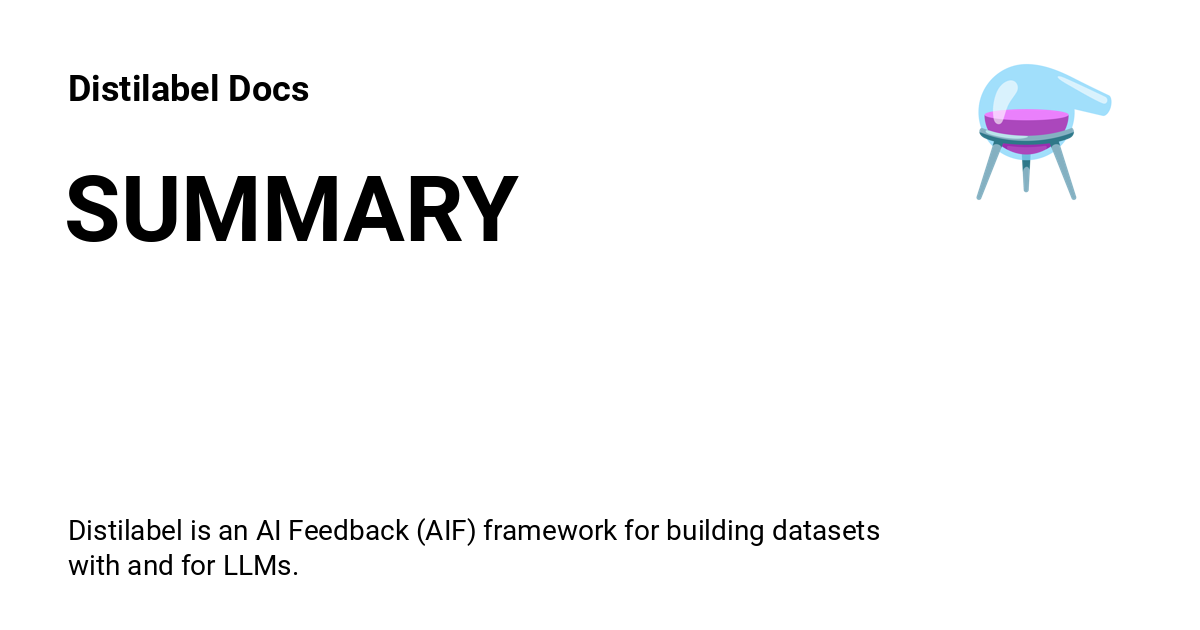 Distilabel Docs
SUMMARY
Distilabel is an AI Feedback (AIF) framework for building datasets
with and for LLMs.